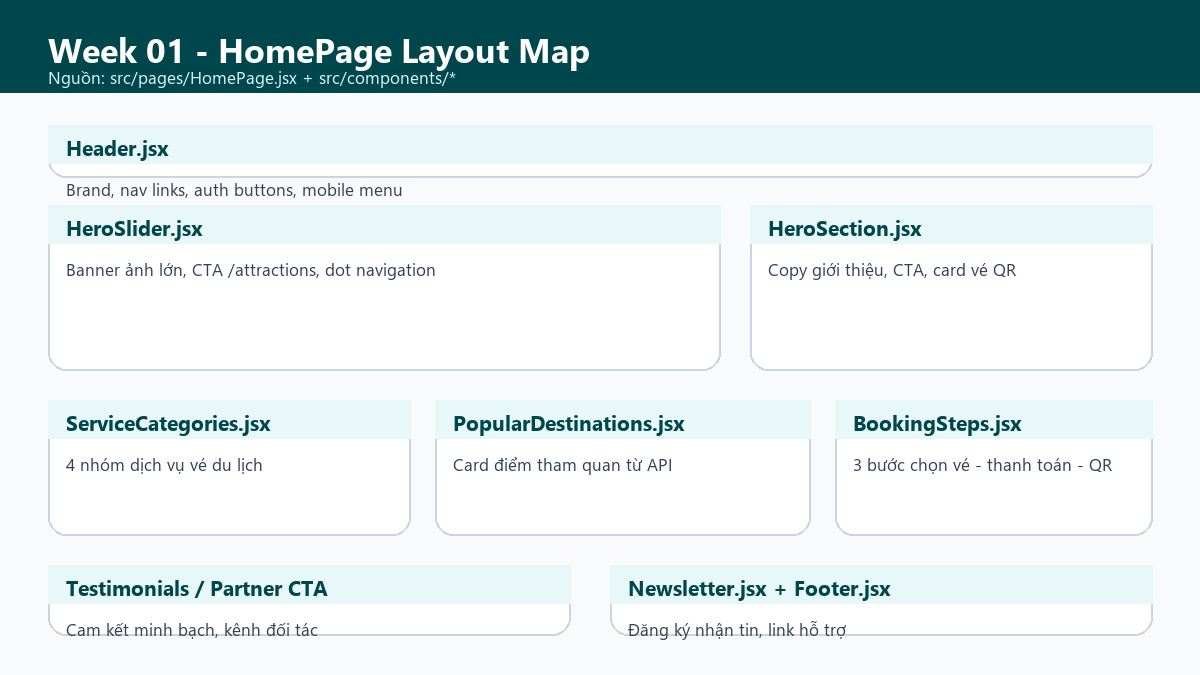 Week 01 - HomePage Layout Map
Nguồn: src/pages/HomePage.jsx + src/components/*
Header.jsx
Brand, nav links, auth buttons, mobile menu
HeroSlider.jsx
Banner ảnh lớn, CTA /attractions, dot navigation
HeroSection.jsx
Copy giới thiệu, CTA, card vé QR
ServiceCategories.jsx
4 nhóm dịch vụ vé du lịch
PopularDestinations.jsx
Card điểm tham quan từ API
BookingSteps.jsx
3 bước chọn vé - thanh toán - QR
Testimonials / Partner CTA
Cam kết minh bạch, kênh đối tác
Newsletter.jsx + Footer.jsx
Đăng ký nhận tin, link hỗ trợ